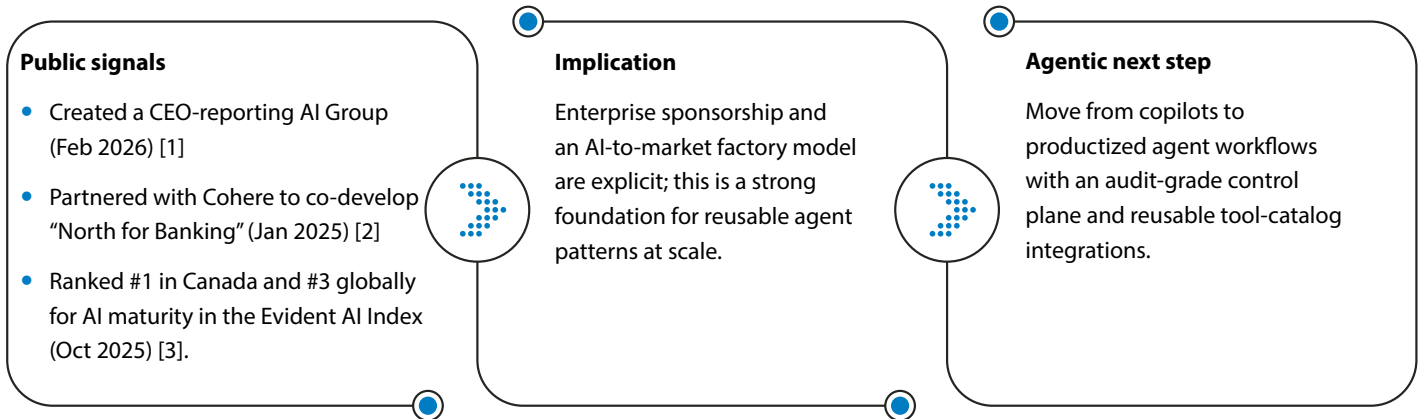 Public signals
• Created a CEO-reporting AI Group
(Feb 2026) [1]
• Partnered with Cohere to co-develop
“North for Banking” (Jan 2025) [2]
• Ranked #1 in Canada and #3 globally
for AI maturity in the Evident AI Index
(Oct 2025) [3].
Implication
Enterprise sponsorship and
an AI-to-market factory model
are explicit; this is a strong
foundation for reusable agent
patterns at scale.
Agentic next step
Move from copilots to
productized agent workflows
with an audit-grade control
plane and reusable tool-catalog
integrations.